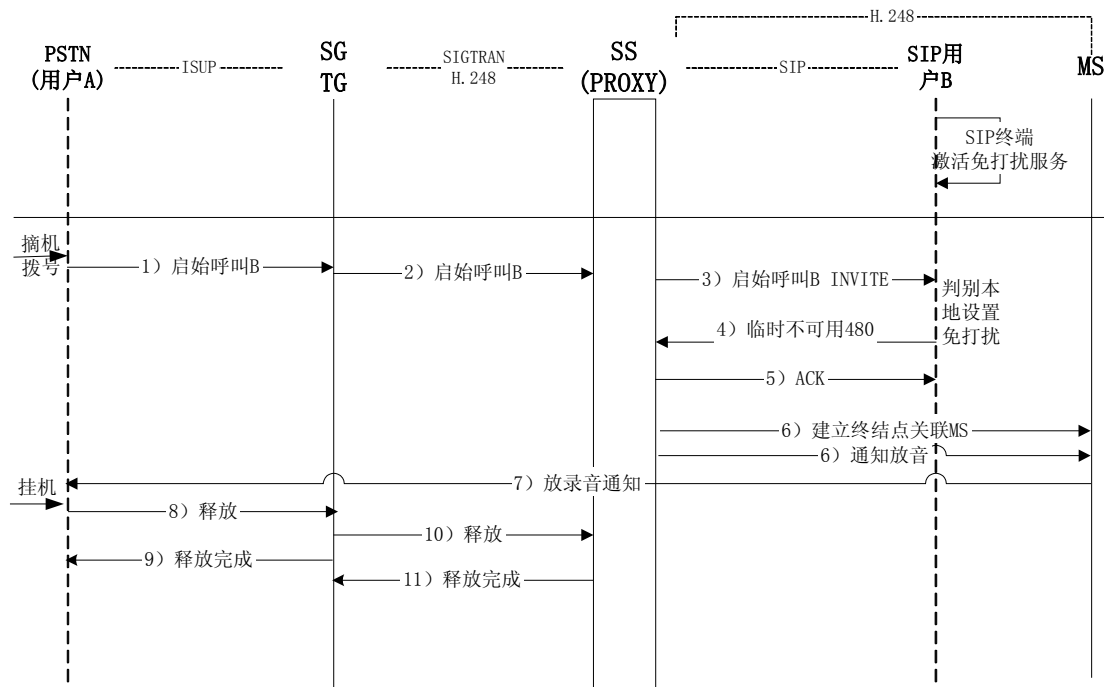 H.248
PSTN
(用户A)
ISUP
SG
TG
SIGTRAN
H.248
SS
(PROXY)
SIP
SIP用
户B
MS
SIP终端
激活免打扰服务
摘机
拨号
1）启始呼叫B
2）启始呼叫B
3）启始呼叫B INVITE
判别本
地设置
免打扰
4）临时不可用480
5）ACK
6）建立终结点关联MS
6）通知放音
7）放录音通知
挂机
8）释放
10）释放
9）释放完成
11）释放完成